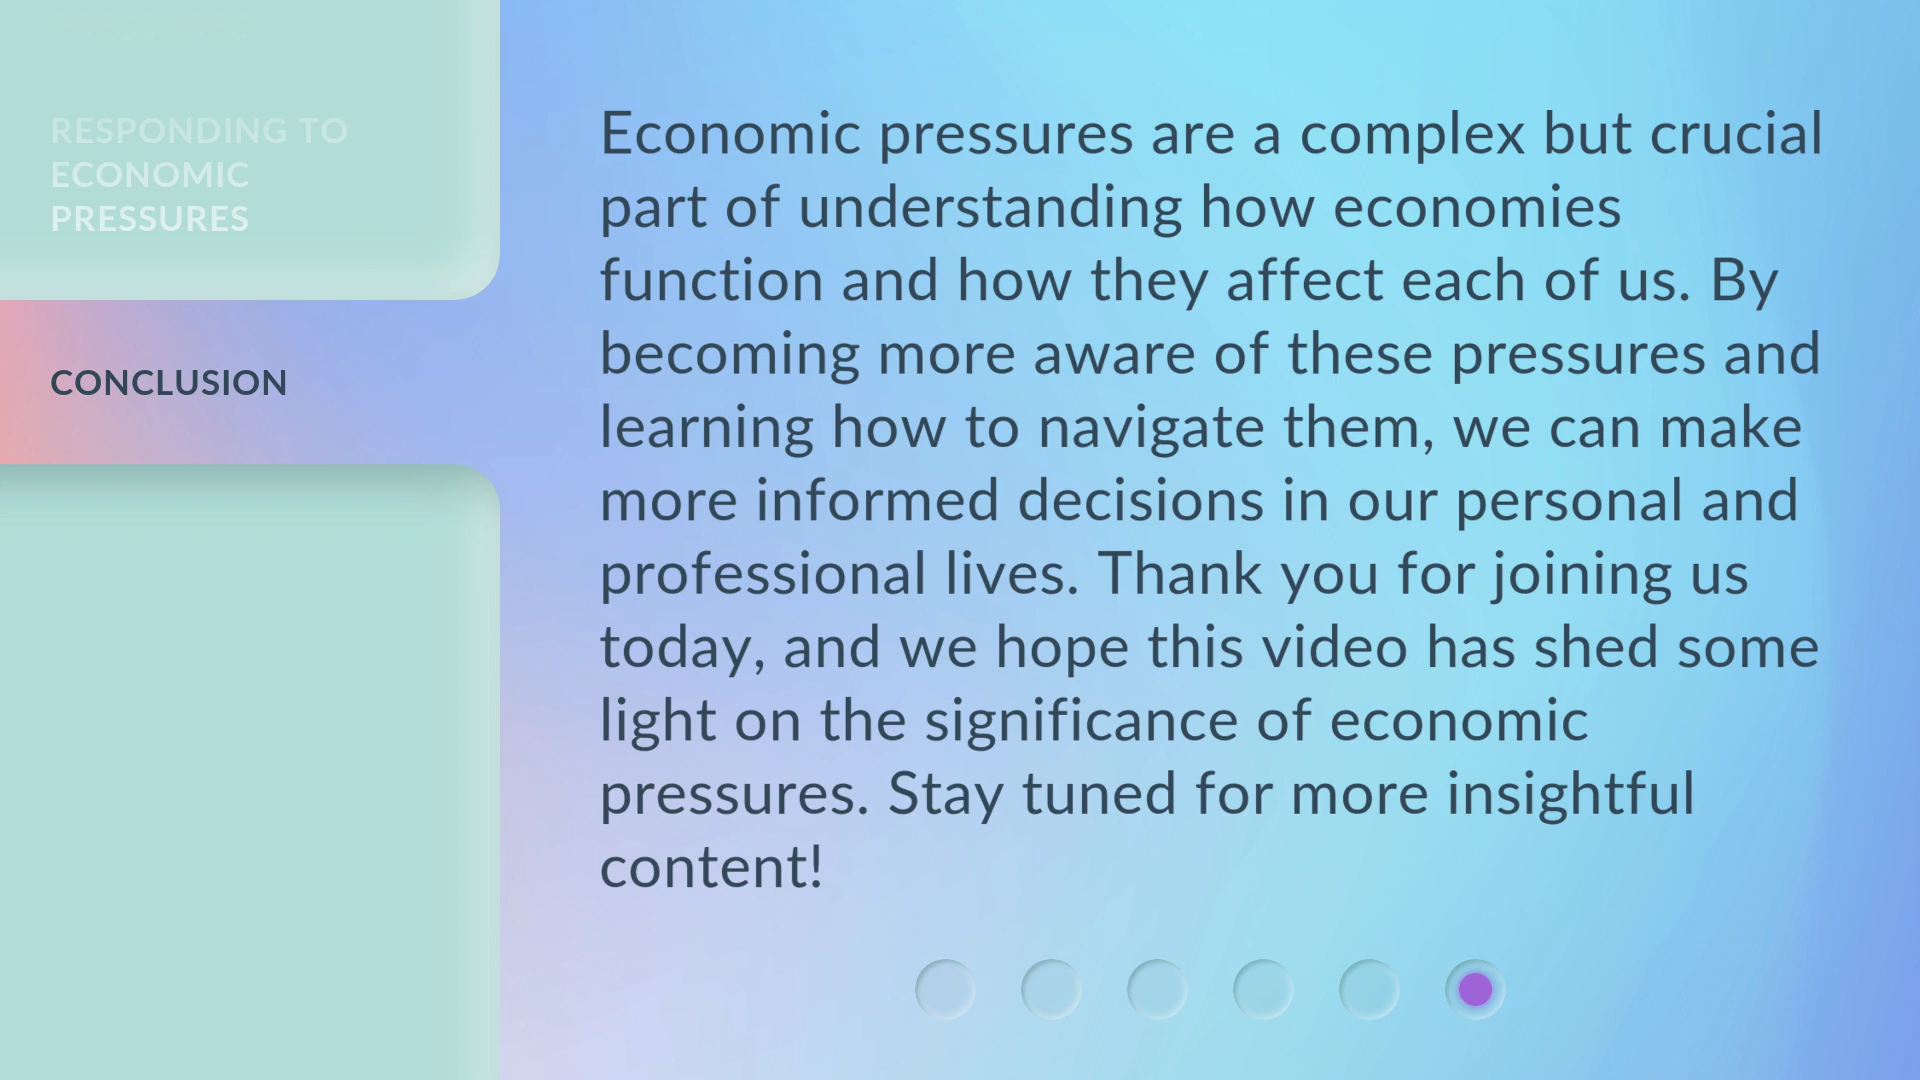 PRESSURES
RESPONDING TO
ECONOMIC
PRESSURES
CONCLUSION
Economic pressures are a complex but crucial
part of understanding how economies
function and how they affect each of us. By
becoming more aware of these pressures and
learning how to navigate them, we can make
more informed decisions in our personal and
professional lives. Thank you for joining us
today, and we hope this video has shed some
light on the significance of economic
pressures. Stay tuned for more insightful
content!